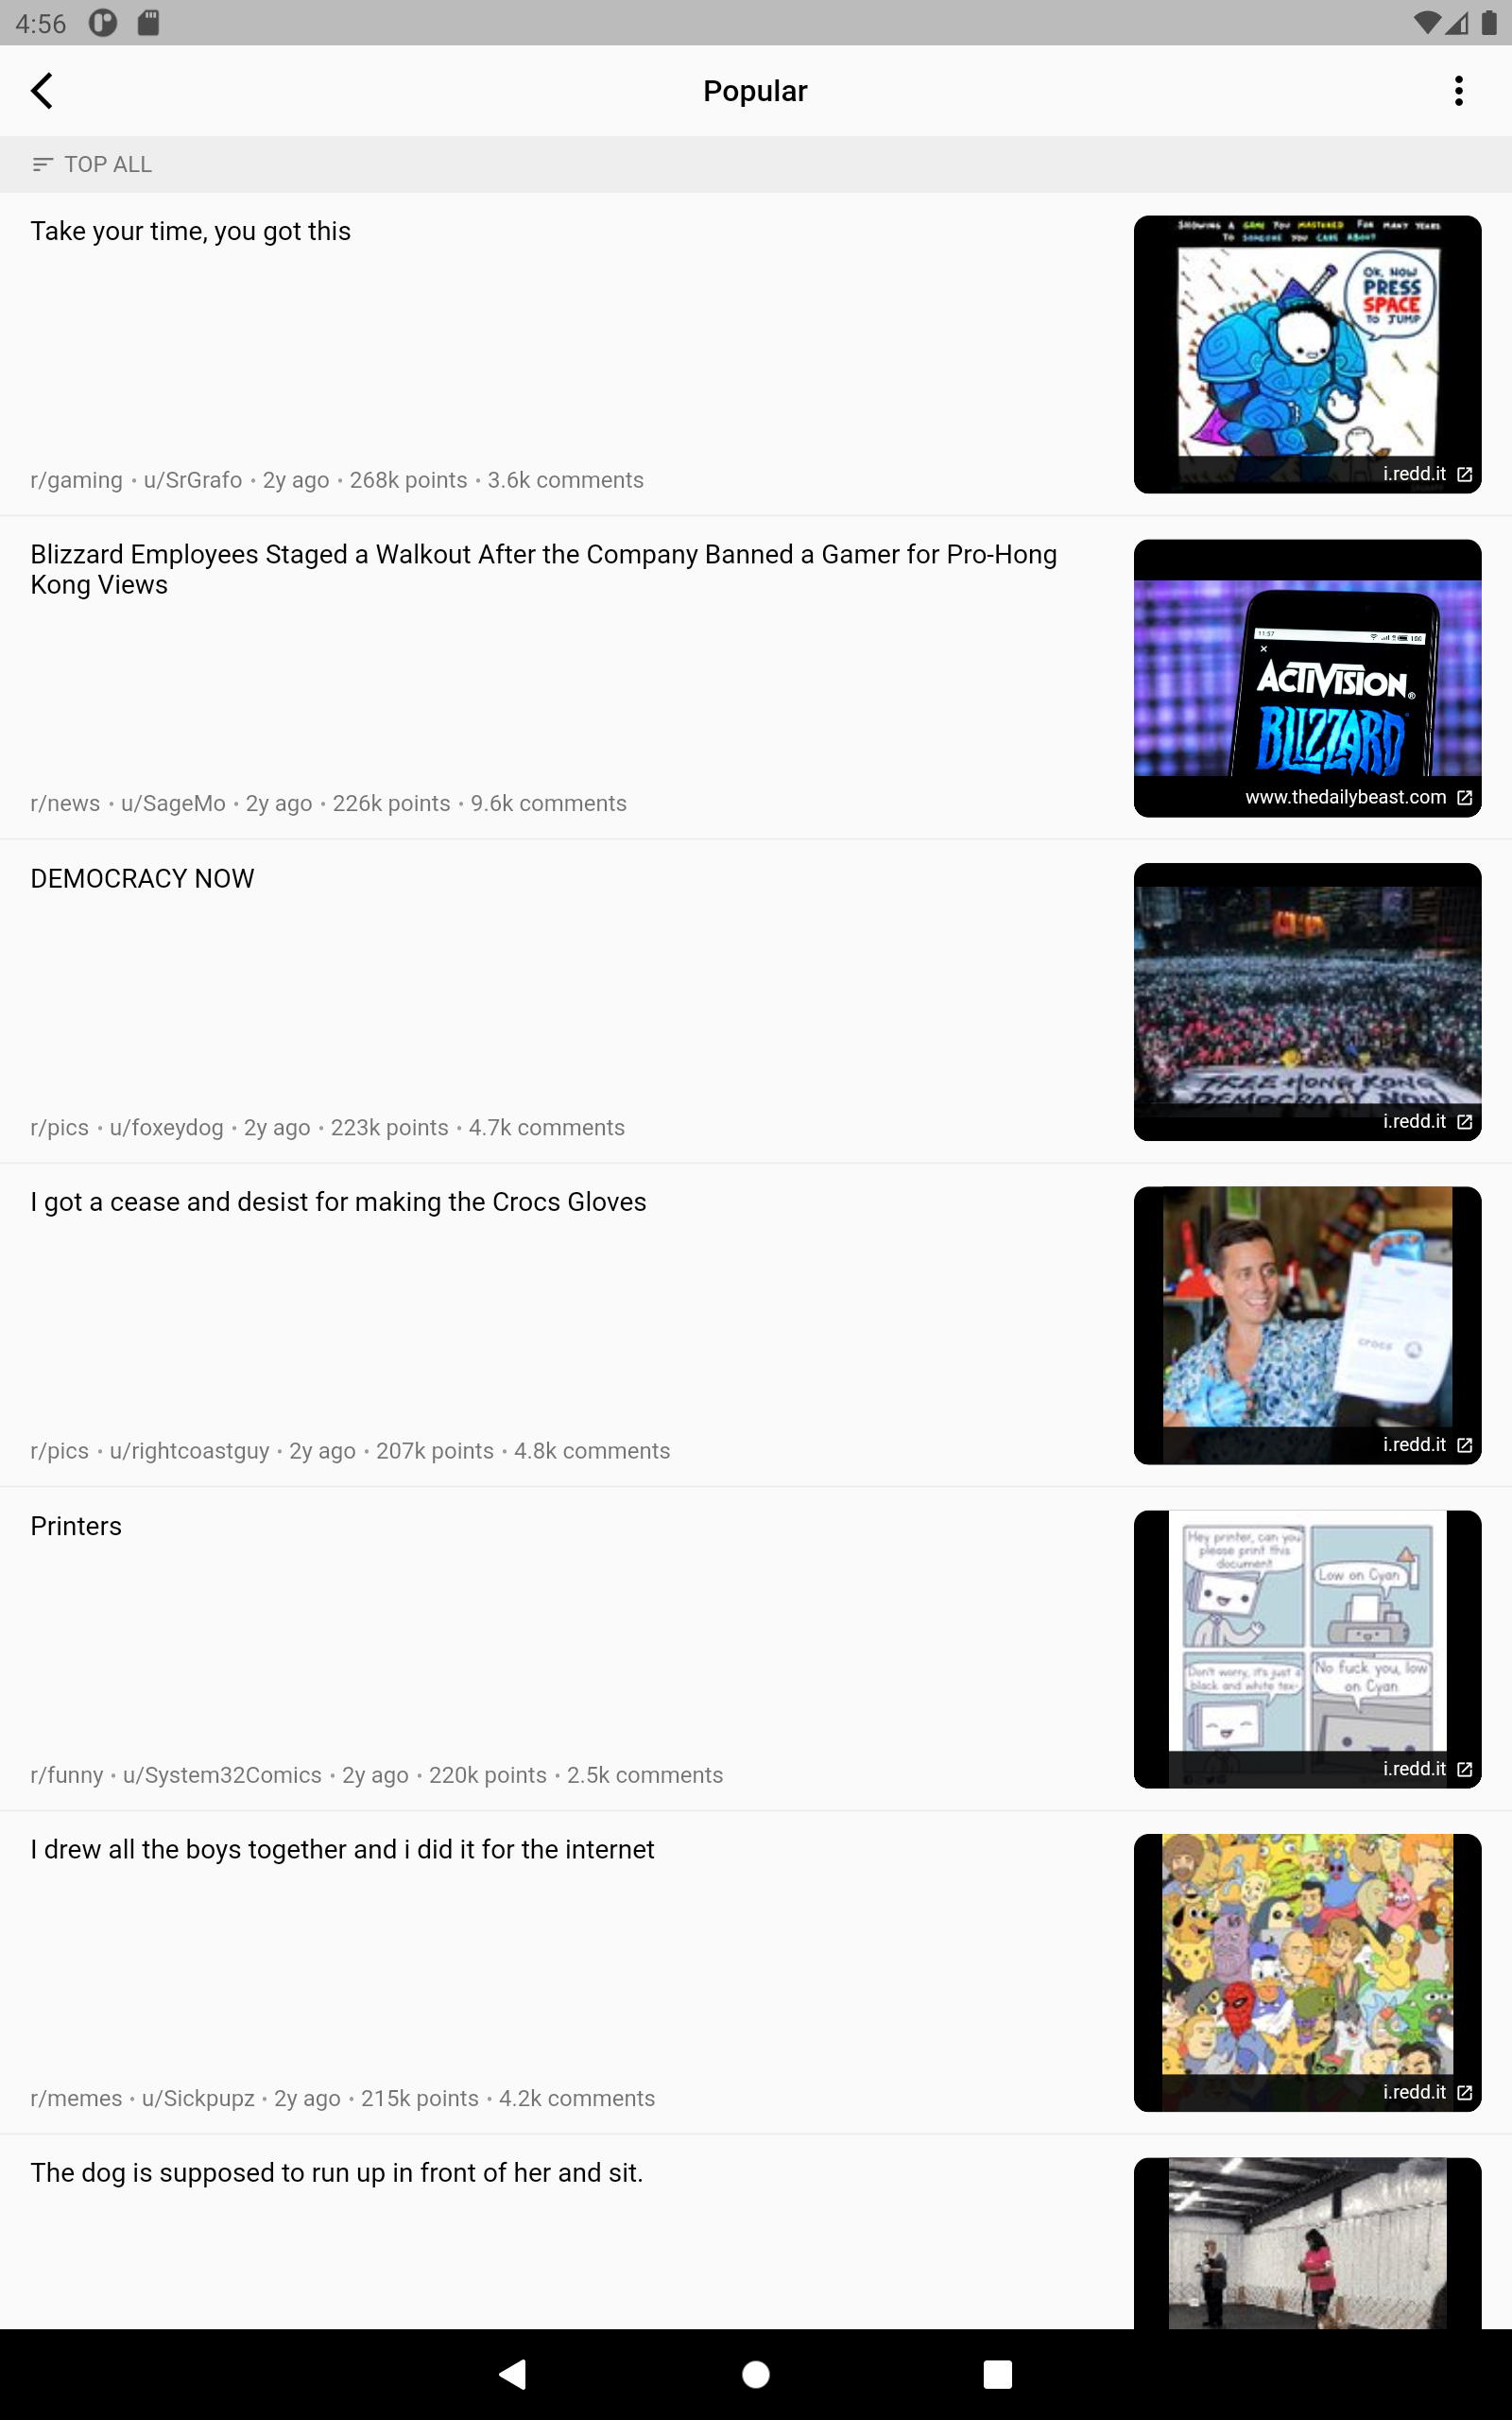 4:56
Popular
TOP ALL
Take your time, you got this
SHOWING A GAME YOU MASTERED FOR MANY YEARS
TO SOMEONE YOU CARE ABOUT
OK, NOW
PRESS
SPACE
TO JUMP
i.redd.it
r/gaming • u/SrGrafo • 2y ago • 268k points • 3.6k comments
Blizzard Employees Staged a Walkout After the Company Banned a Gamer for Pro-Hong
Kong Views
11:57
100
ACTIVISION
BLIZZARD
www.thedailybeast.com
r/news • u/SageMo • 2y ago • 226k points • 9.6k comments
DEMOCRACY NOW
FREE HONG KONG
DEMOCRACY NOW
i.redd.it
r/pics • u/foxeydog • 2y ago • 223k points • 4.7k comments
I got a cease and desist for making the Crocs Gloves
crocs
i.redd.it
r/pics • u/rightcoastguy • 2y ago • 207k points • 4.8k comments
Printers
Hey printer, can you
please print this
document
Low on Cyan
Don't worry, it's just a
black and white tex-
No fuck you, low
on Cyan
i.redd.it
r/funny • u/System32Comics • 2y ago • 220k points • 2.5k comments
I drew all the boys together and i did it for the internet
i.redd.it
r/memes • u/Sickpupz • 2y ago • 215k points • 4.2k comments
The dog is supposed to run up in front of her and sit.